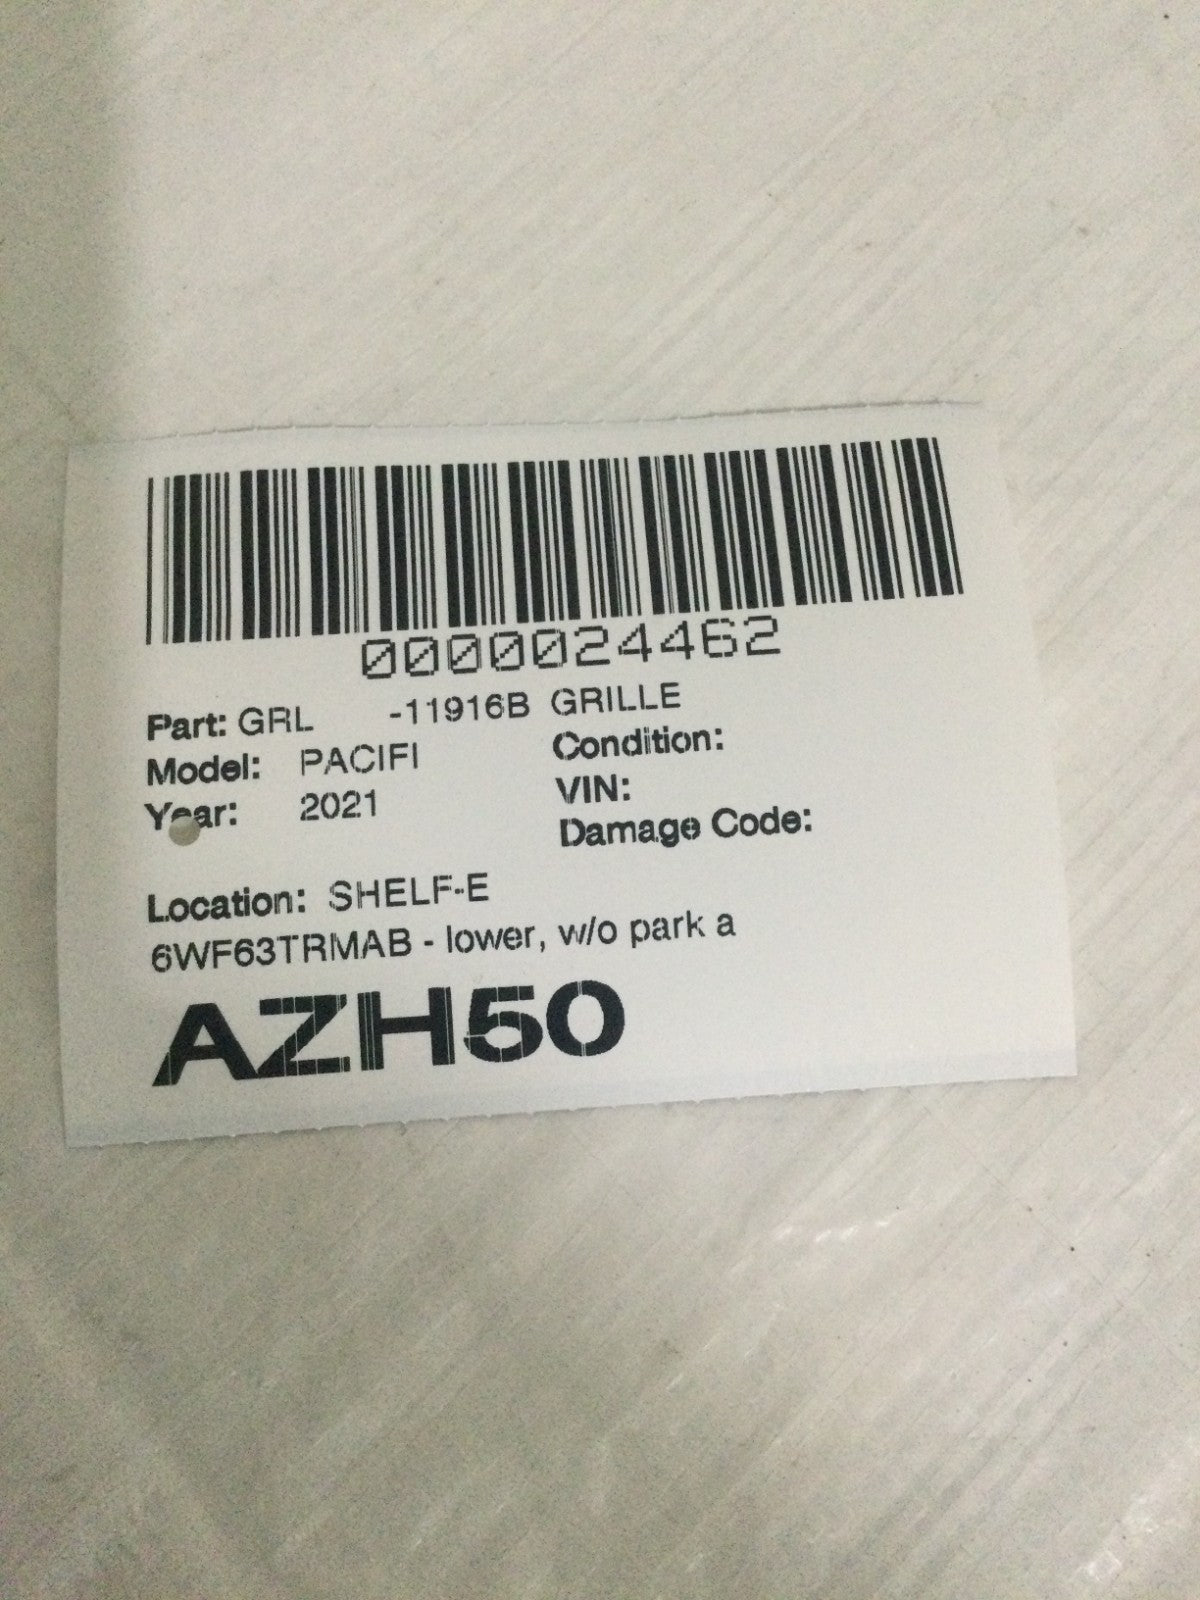 0000024462
Part: GRL -11916B GRILLE
Model: PACIFI Condition:
Year: 2021 VIN:
Damage Code:
Location: SHELF-E
6WF63TRMAB - lower, w/o park a
AZH50